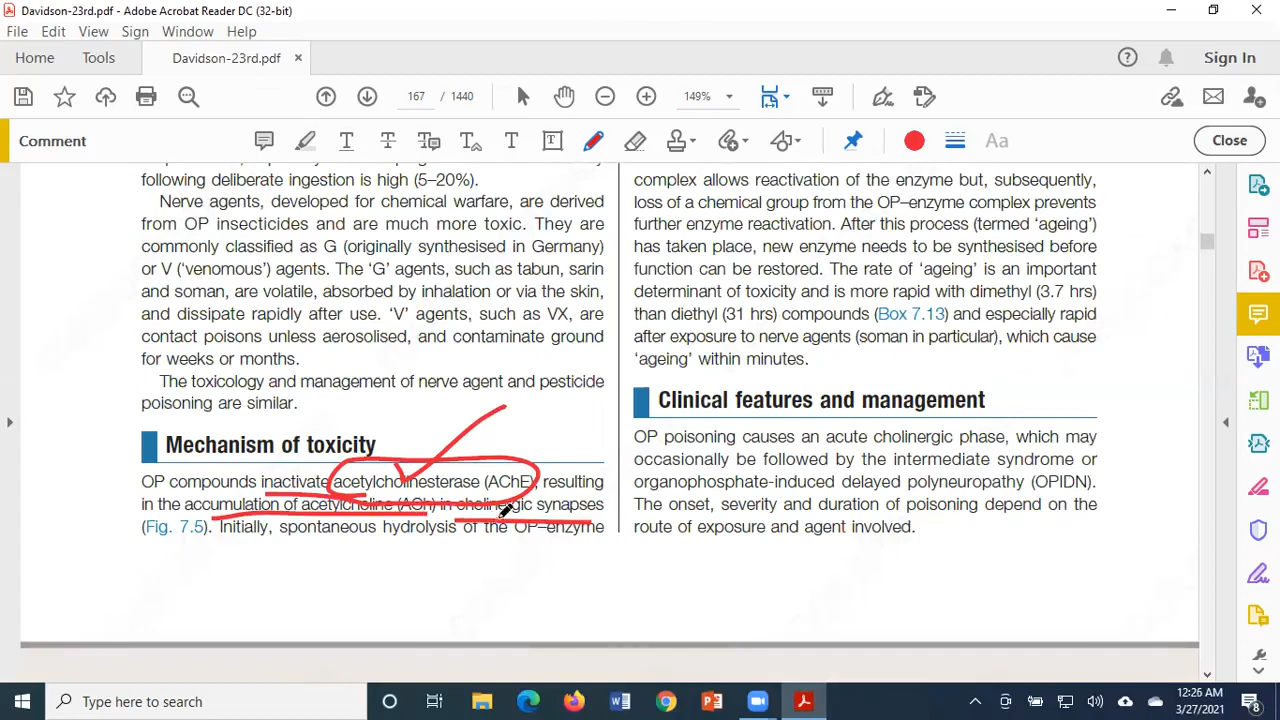 Davidson-23rd.pdf - Adobe Acrobat Reader DC (32-bit)
File Edit View Sign Window Help
Home Tools Davidson-23rd.pdf × Sign In
167 / 1440 149%
Comment Aa Close
following deliberate ingestion is high (5–20%).
Nerve agents, developed for chemical warfare, are derived
from OP insecticides and are much more toxic. They are
commonly classified as G (originally synthesised in Germany)
or V (‘venomous’) agents. The ‘G’ agents, such as tabun, sarin
and soman, are volatile, absorbed by inhalation or via the skin,
and dissipate rapidly after use. ‘V’ agents, such as VX, are
contact poisons unless aerosolised, and contaminate ground
for weeks or months.
The toxicology and management of nerve agent and pesticide
poisoning are similar.
Mechanism of toxicity
OP compounds inactivate acetylcholinesterase (AChE), resulting
in the accumulation of acetylcholine (ACh) in cholinergic synapses
(Fig. 7.5). Initially, spontaneous hydrolysis of the OP–enzyme
complex allows reactivation of the enzyme but, subsequently,
loss of a chemical group from the OP–enzyme complex prevents
further enzyme reactivation. After this process (termed ‘ageing’)
has taken place, new enzyme needs to be synthesised before
function can be restored. The rate of ‘ageing’ is an important
determinant of toxicity and is more rapid with dimethyl (3.7 hrs)
than diethyl (31 hrs) compounds (Box 7.13) and especially rapid
after exposure to nerve agents (soman in particular), which cause
‘ageing’ within minutes.
Clinical features and management
OP poisoning causes an acute cholinergic phase, which may
occasionally be followed by the intermediate syndrome or
organophosphate-induced delayed polyneuropathy (OPIDN).
The onset, severity and duration of poisoning depend on the
route of exposure and agent involved.
Type here to search
12:26 AM
3/27/2021
8